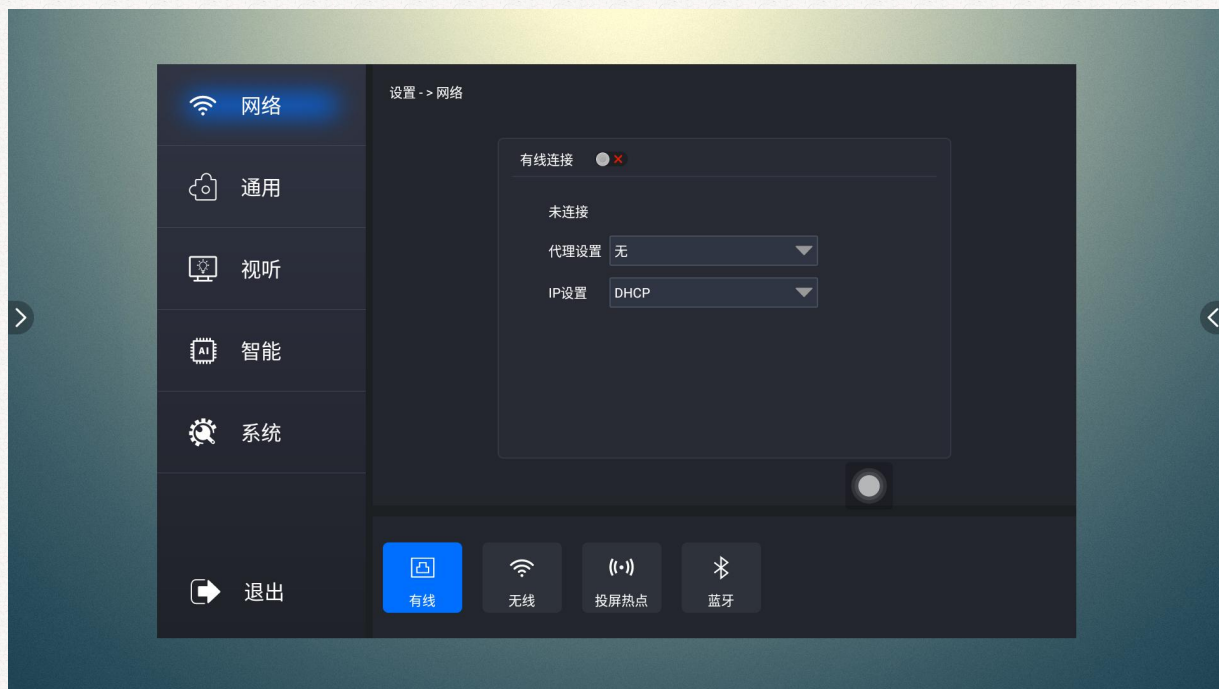 网络
通用
视听
AI 智能
系统
退出
设置 - > 网络
有线连接
未连接
代理设置 无
IP设置 DHCP
有线
无线
投屏热点
蓝牙